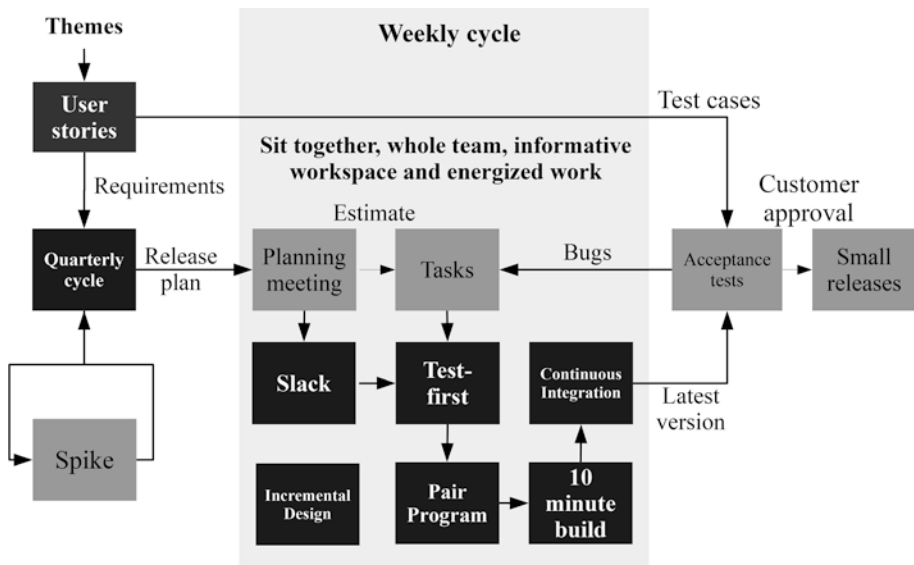 Themes
Weekly cycle
User
stories
Test cases
Sit together, whole team, informative
workspace and energized work
Requirements
Customer
approval
Estimate
Quarterly
cycle
Release
plan
Planning
meeting
Tasks
Bugs
Acceptance
tests
Small
releases
Slack
Test-
first
Continuous
Integration
Latest
version
Spike
Incremental
Design
Pair
Program
10
minute
build